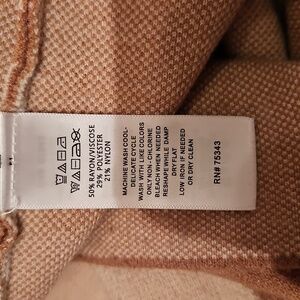 50% RAYON/VISCOSE
29% POLYESTER
21% NYLON
MACHINE WASH COOL-
DELICATE CYCLE
WASH WITH LIKE COLORS
ONLY NON-CHLORINE
BLEACH WHEN NEEDED
RESHAPE WHILE DAMP
DRY FLAT
LOW IRON IF NEEDED
OR DRY CLEAN
RN# 75343